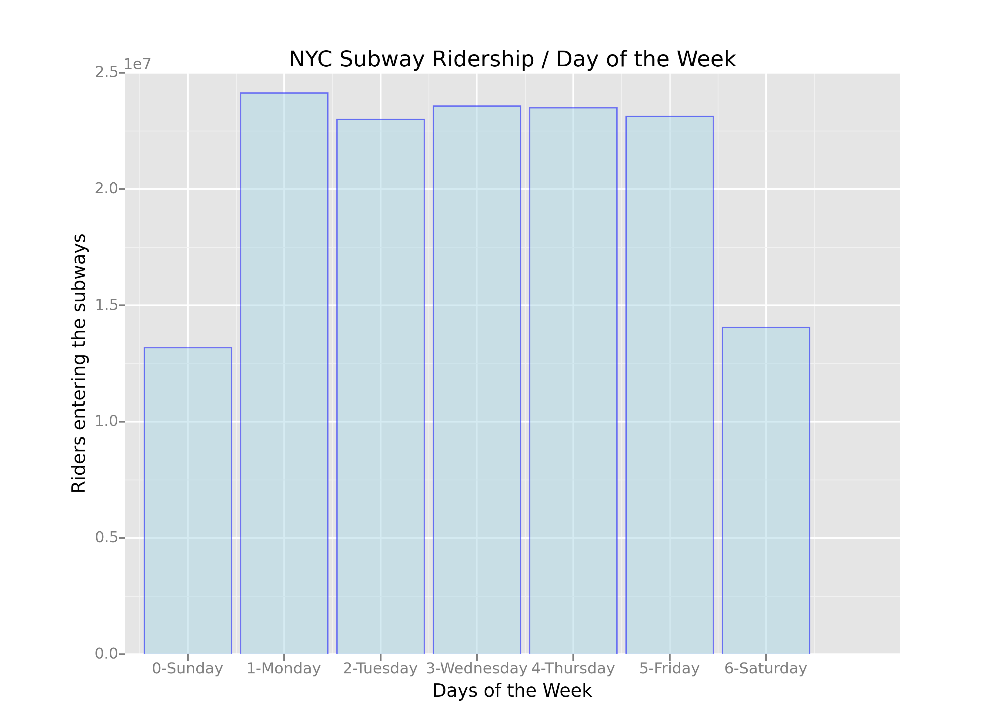 NYC Subway Ridership / Day of the Week
1e7
2.5
2.0
1.5
1.0
0.5
0.0
Riders entering the subways
0-Sunday 1-Monday 2-Tuesday 3-Wednesday 4-Thursday 5-Friday 6-Saturday
Days of the Week